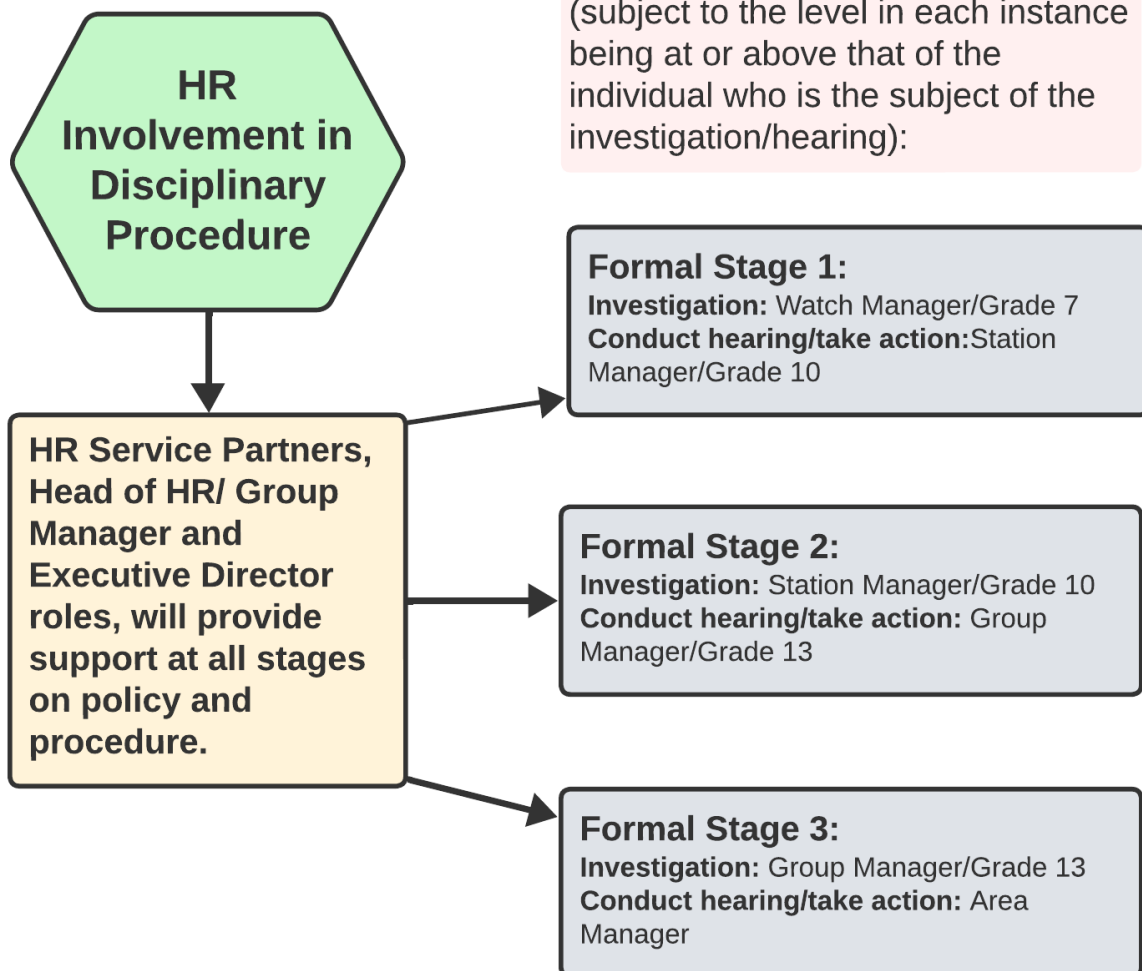 HR
Involvement in
Disciplinary
Procedure
(subject to the level in each instance
being at or above that of the
individual who is the subject of the
investigation/hearing):
Formal Stage 1:
Investigation: Watch Manager/Grade 7
Conduct hearing/take action:Station
Manager/Grade 10
HR Service Partners,
Head of HR/ Group
Manager and
Executive Director
roles, will provide
support at all stages
on policy and
procedure.
Formal Stage 2:
Investigation: Station Manager/Grade 10
Conduct hearing/take action: Group
Manager/Grade 13
Formal Stage 3:
Investigation: Group Manager/Grade 13
Conduct hearing/take action: Area
Manager